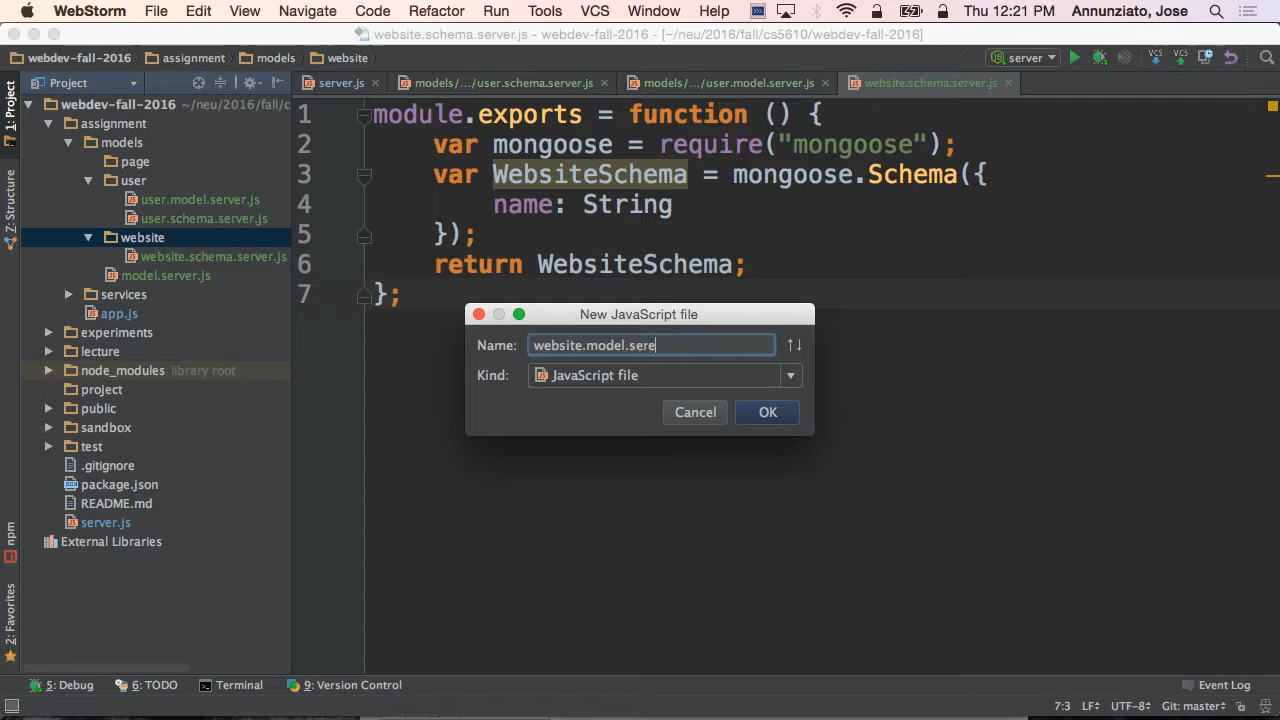 WebStorm File Edit View Navigate Code Refactor Run Tools VCS Window Help Thu 12:21 PM Annunziato, Jose
website.schema.server.js - webdev-fall-2016 - [~/neu/2016/fall/cs5610/webdev-fall-2016]
webdev-fall-2016 assignment models website server VCS VCS
1: Project
Z: Structure
npm
2: Favorites
Project
server.js models/.../user.schema.server.js models/.../user.model.server.js website.schema.server.js
webdev-fall-2016 ~/neu/2016/fall/c
assignment
models
page
user
user.model.server.js
user.schema.server.js
website
website.schema.server.js
model.server.js
services
app.js
experiments
lecture
node_modules library root
project
public
sandbox
test
.gitignore
package.json
README.md
server.js
External Libraries
1 module.exports = function () {
2 var mongoose = require("mongoose");
3 var WebsiteSchema = mongoose.Schema({
4 name: String
5 });
6 return WebsiteSchema;
7 };
New JavaScript file
Name: website.model.sere
Kind: JavaScript file
Cancel OK
5: Debug 6: TODO Terminal 9: Version Control Event Log
7:3 LF÷ UTF-8÷ Git: master÷